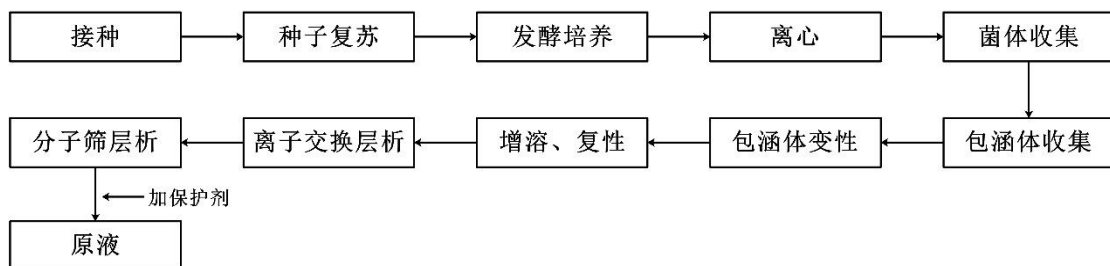 接种
种子复苏
发酵培养
离心
菌体收集
包涵体收集
包涵体变性
增溶、复性
离子交换层析
分子筛层析
加保护剂
原液